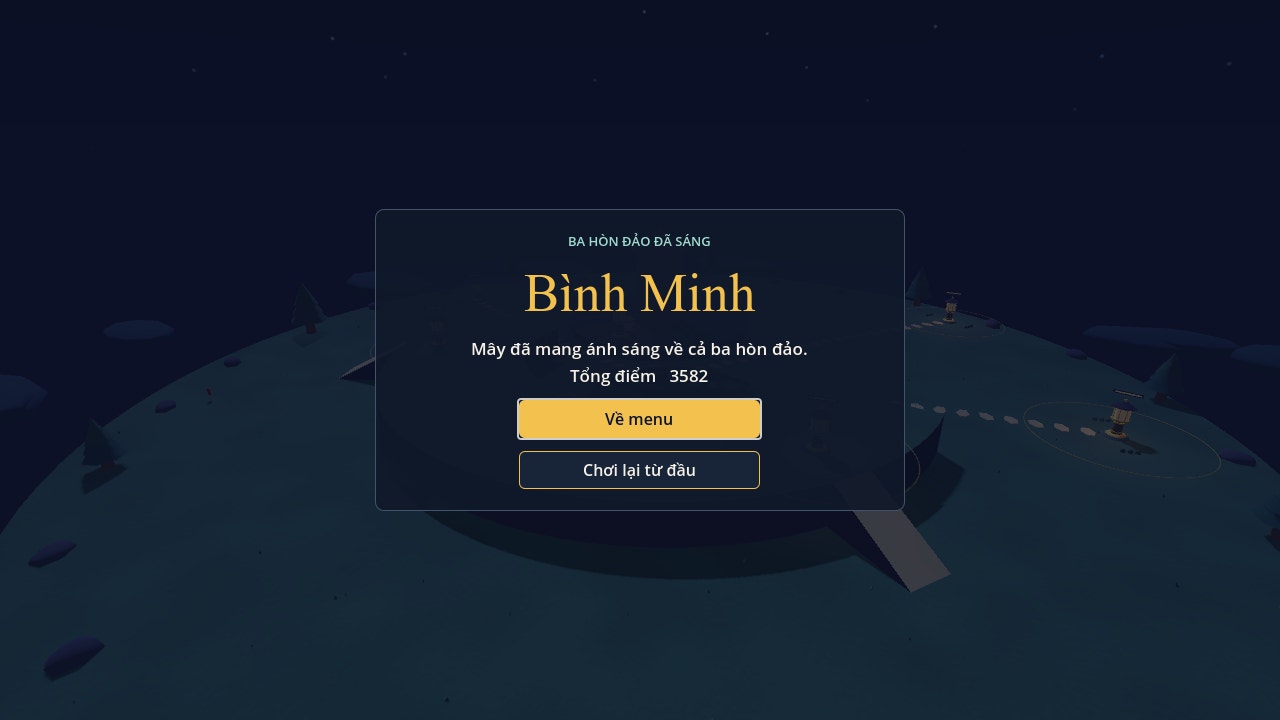 BA HÒN ĐẢO ĐÃ SÁNG
Bình Minh
Mây đã mang ánh sáng về cả ba hòn đảo.
Tổng điểm 3582
Về menu
Chơi lại từ đầu